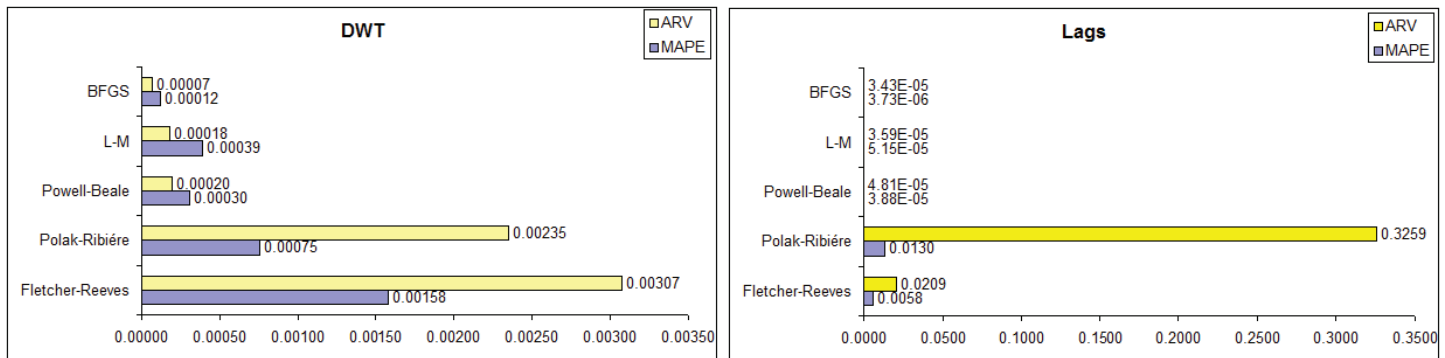 DWT
ARV
MAPE
BFGS
0.00007
0.00012
L-M
0.00018
0.00039
Powell-Beale
0.00020
0.00030
Polak-Ribiére
0.00235
0.00075
Fletcher-Reeves
0.00307
0.00158
0.00000 0.00050 0.00100 0.00150 0.00200 0.00250 0.00300 0.00350
Lags
ARV
MAPE
BFGS
3.43E-05
3.73E-06
L-M
3.59E-05
5.15E-05
Powell-Beale
4.81E-05
3.88E-05
Polak-Ribiére
0.3259
0.0130
Fletcher-Reeves
0.0209
0.0058
0.0000 0.0500 0.1000 0.1500 0.2000 0.2500 0.3000 0.3500